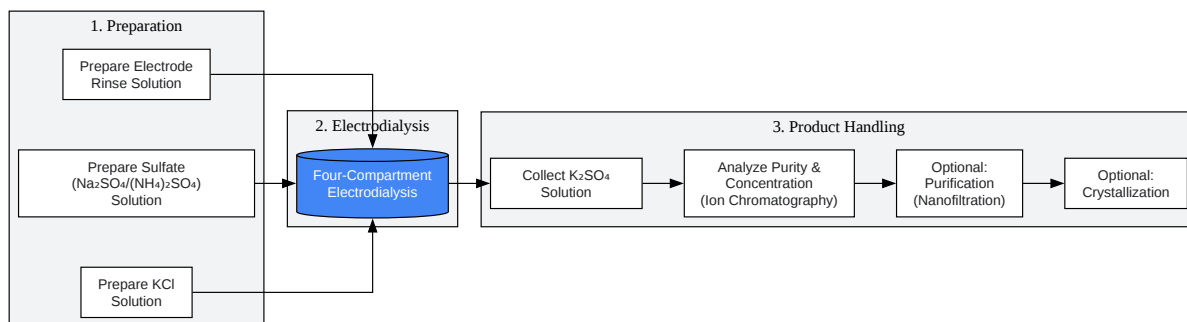 1. Preparation
Prepare Electrode
Rinse Solution
Prepare Sulfate
(Na₂SO₄/(NH₄)₂SO₄)
Solution
Prepare KCl
Solution
2. Electrodialysis
Four-Compartment
Electrodialysis
3. Product Handling
Collect K₂SO₄
Solution
Analyze Purity &
Concentration
(Ion Chromatography)
Optional:
Purification
(Nanofiltration)
Optional:
Crystallization